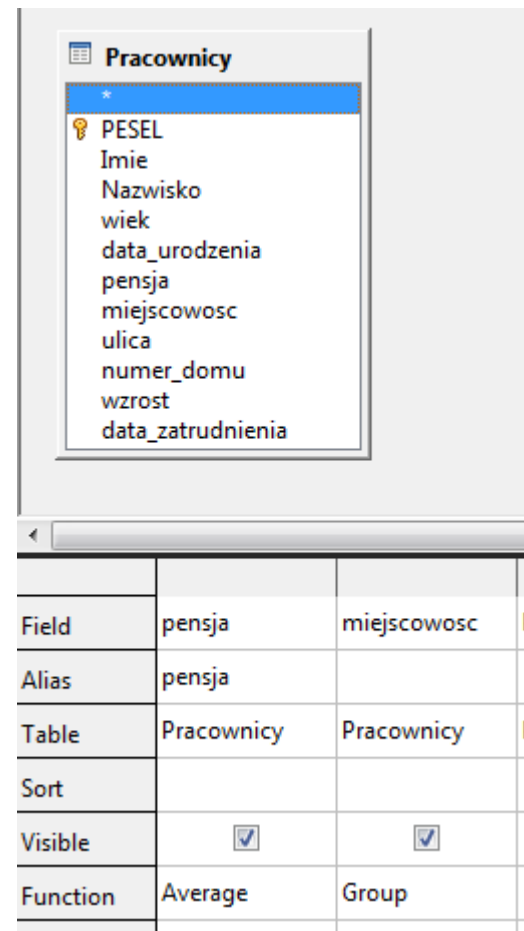 Pracownicy
*
PESEL
Imie
Nazwisko
wiek
data_urodzenia
pensja
miejscowosc
ulica
numer_domu
wzrost
data_zatrudnienia
Field pensja miejscowosc
Alias pensja
Table Pracownicy Pracownicy
Sort
Visible
Function Average Group